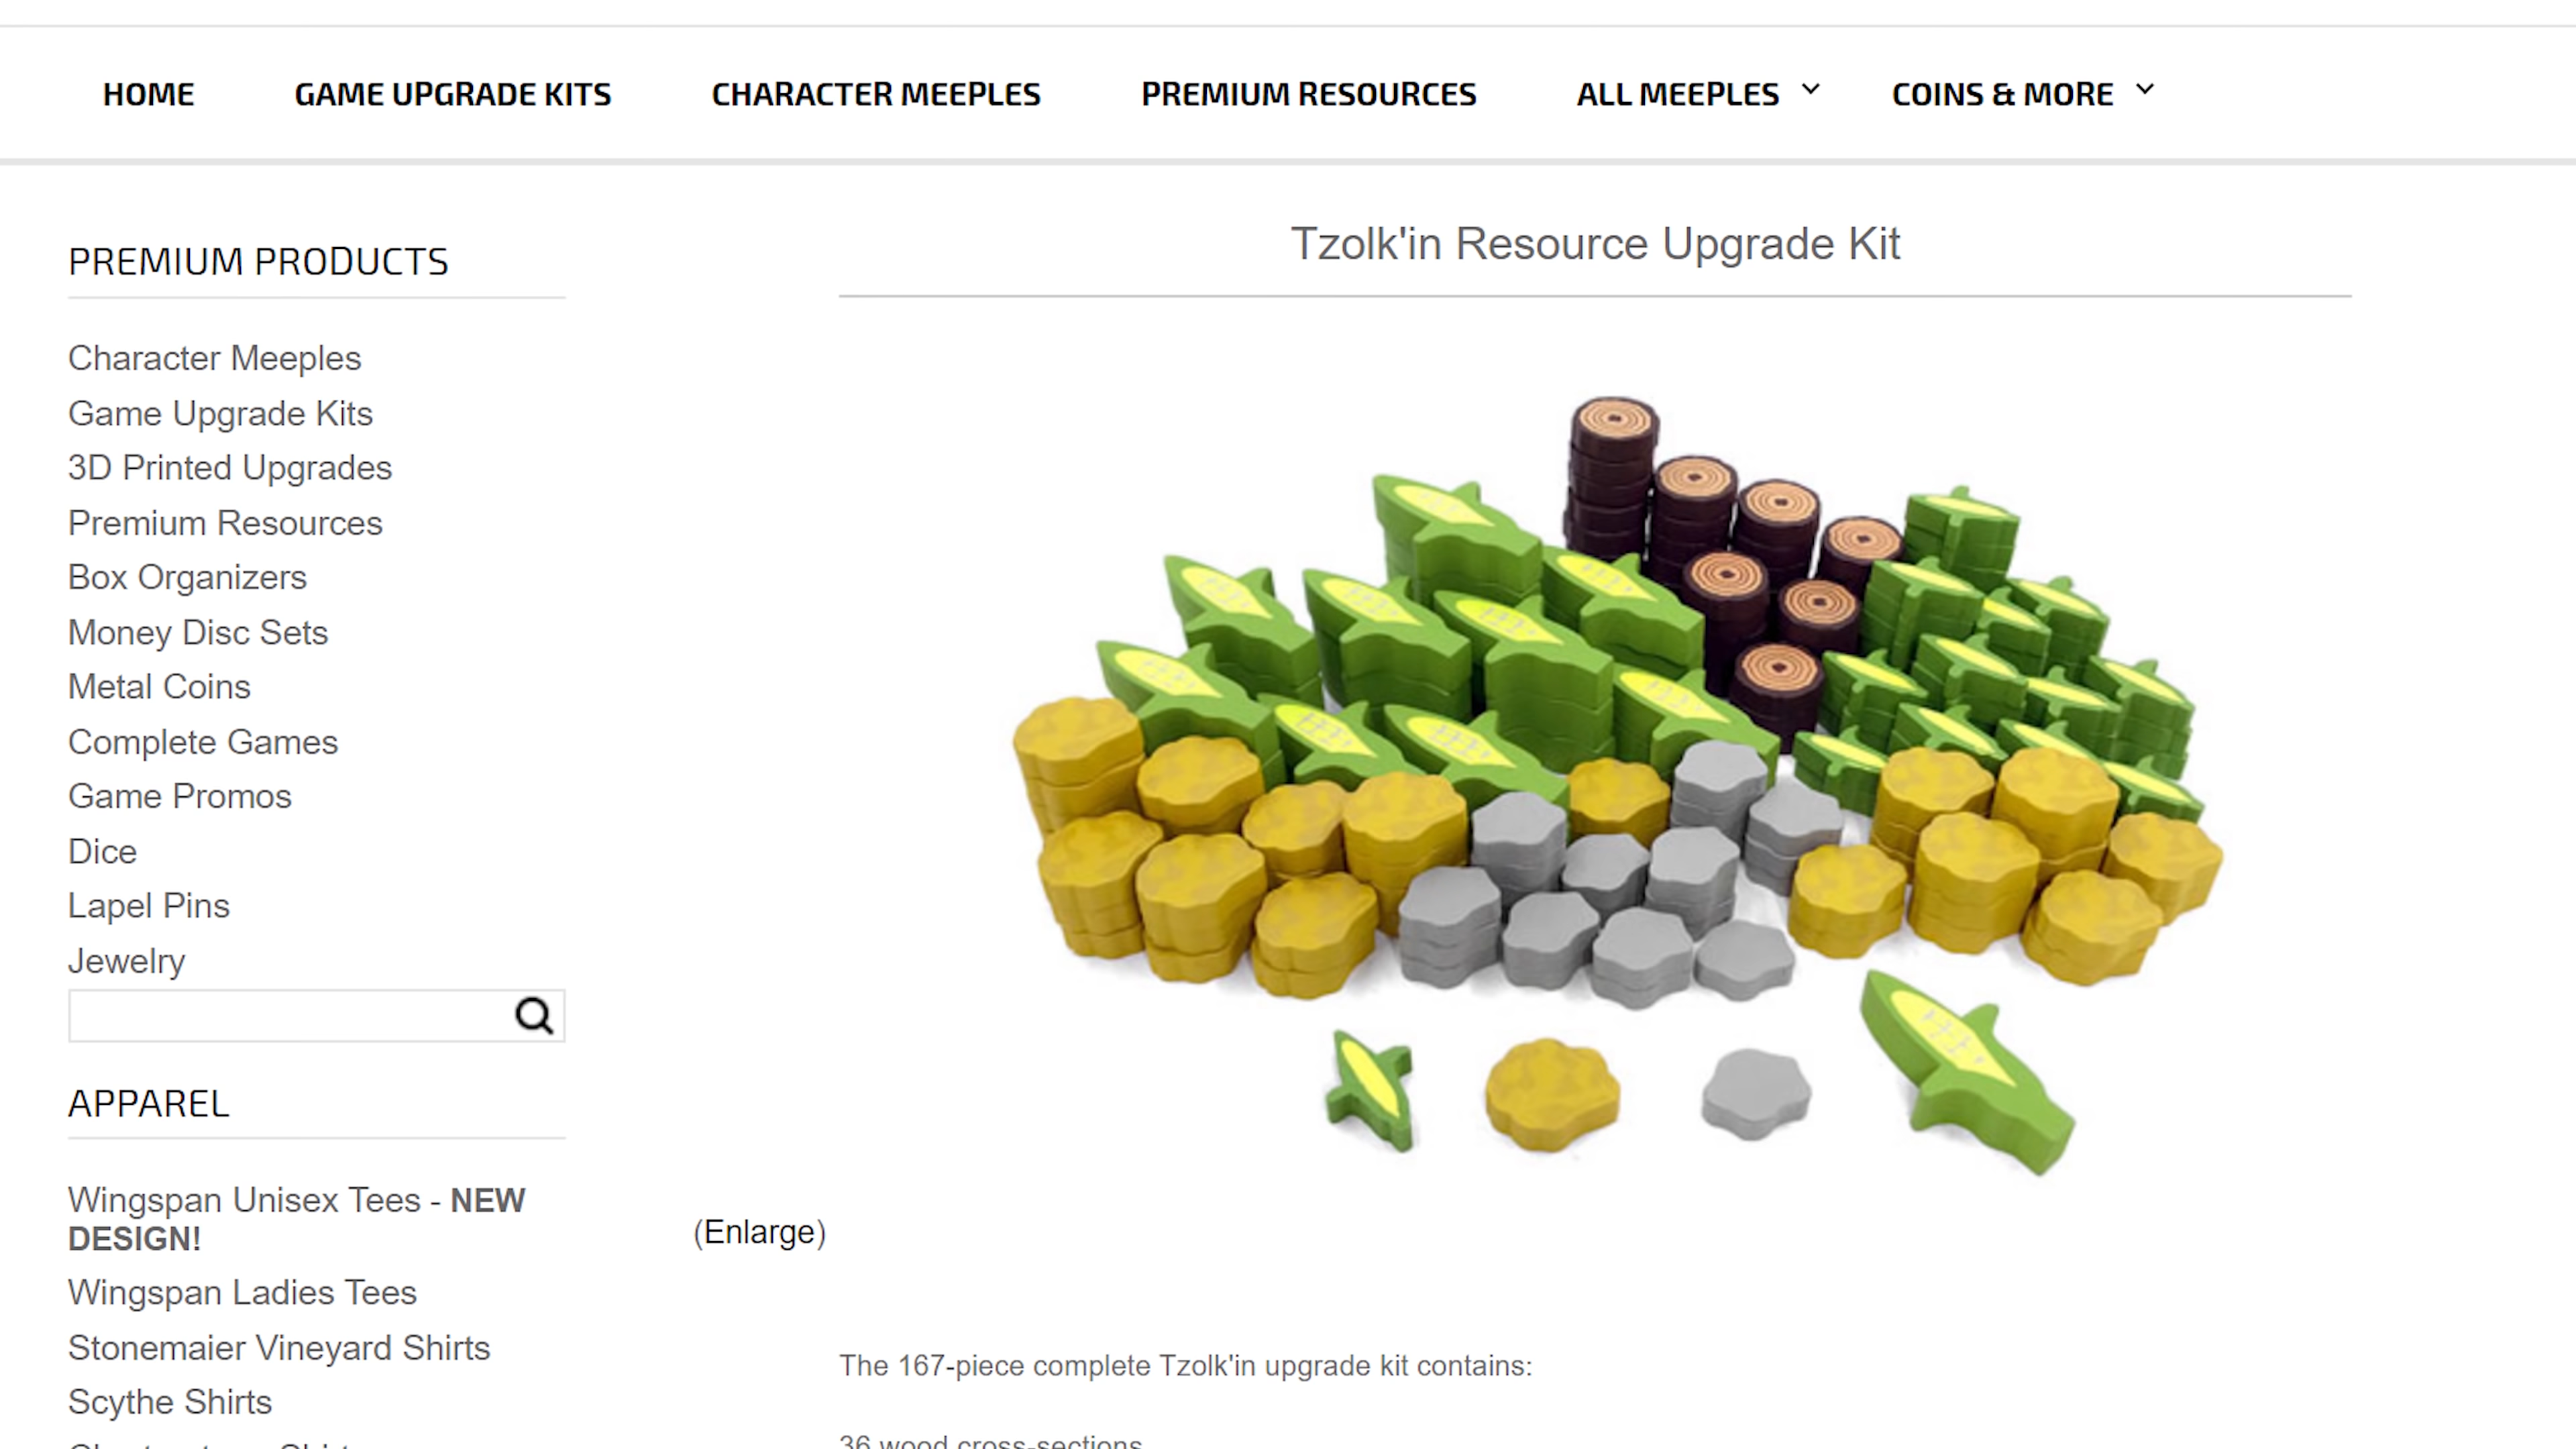 HOME GAME UPGRADE KITS CHARACTER MEEPLES PREMIUM RESOURCES ALL MEEPLES COINS & MORE
PREMIUM PRODUCTS
Character Meeples
Game Upgrade Kits
3D Printed Upgrades
Premium Resources
Box Organizers
Money Disc Sets
Metal Coins
Complete Games
Game Promos
Dice
Lapel Pins
Jewelry
APPAREL
Wingspan Unisex Tees - NEW
DESIGN!
Wingspan Ladies Tees
Stonemaier Vineyard Shirts
Scythe Shirts
Tzolk'in Resource Upgrade Kit
(Enlarge)
The 167-piece complete Tzolk'in upgrade kit contains:
36 wood cross-sections